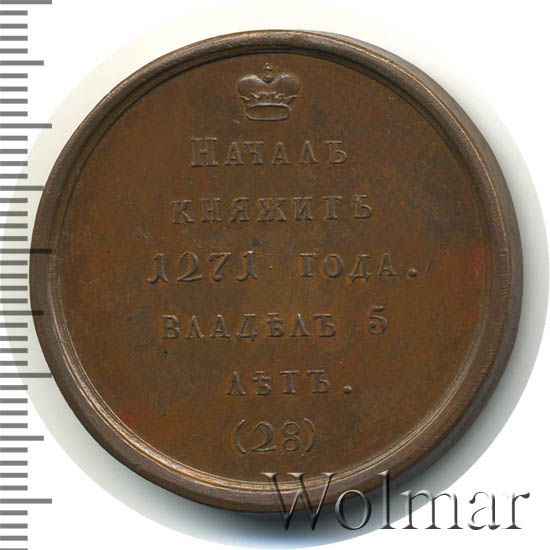 НАЧАЛЪ
КНЯЖИТЬ
1271 ГОДА.
ВЛАДѢЛЪ 5
ЛѢТЪ.
(28)
Wolmar